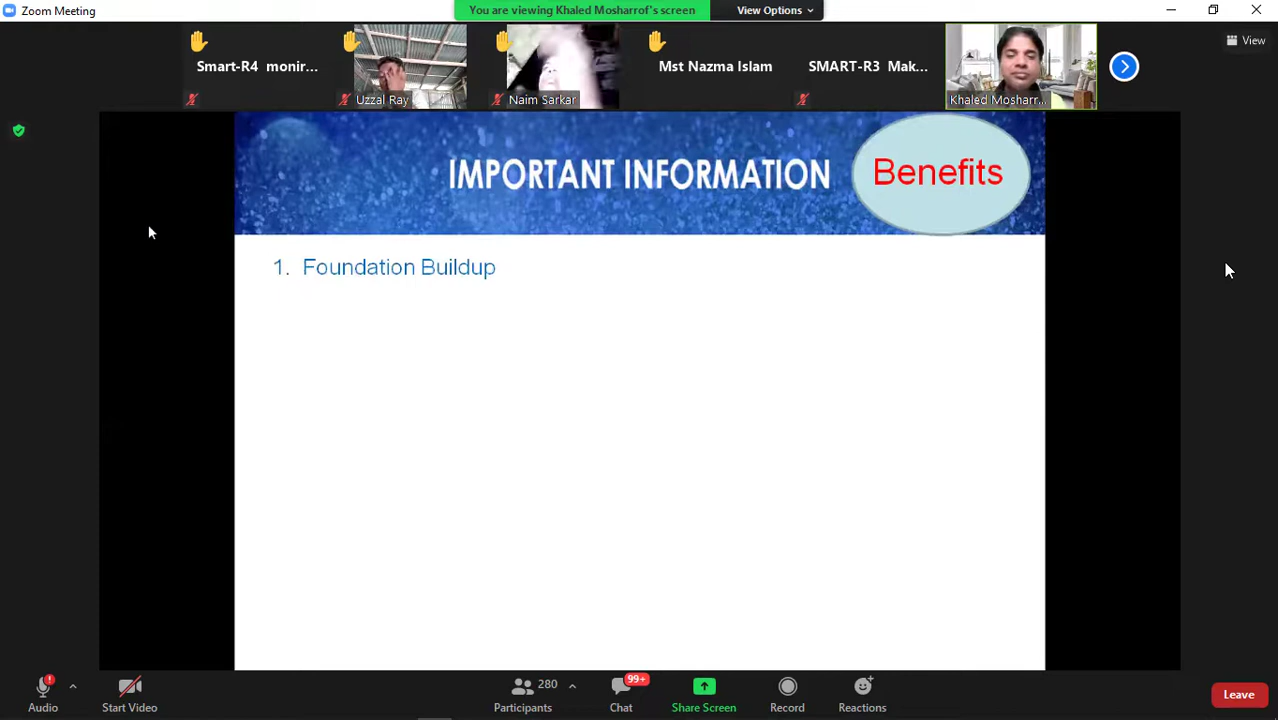 Zoom Meeting
You are viewing Khaled Mosharrof's screen
View Options
View
Smart-R4 monir...
Uzzal Ray
Naim Sarkar
Mst Nazma Islam
SMART-R3 Mak...
Khaled Mosharr...
IMPORTANT INFORMATION
Benefits
1. Foundation Buildup
Audio
Start Video
280
Participants
99+
Chat
Share Screen
Record
Reactions
Leave